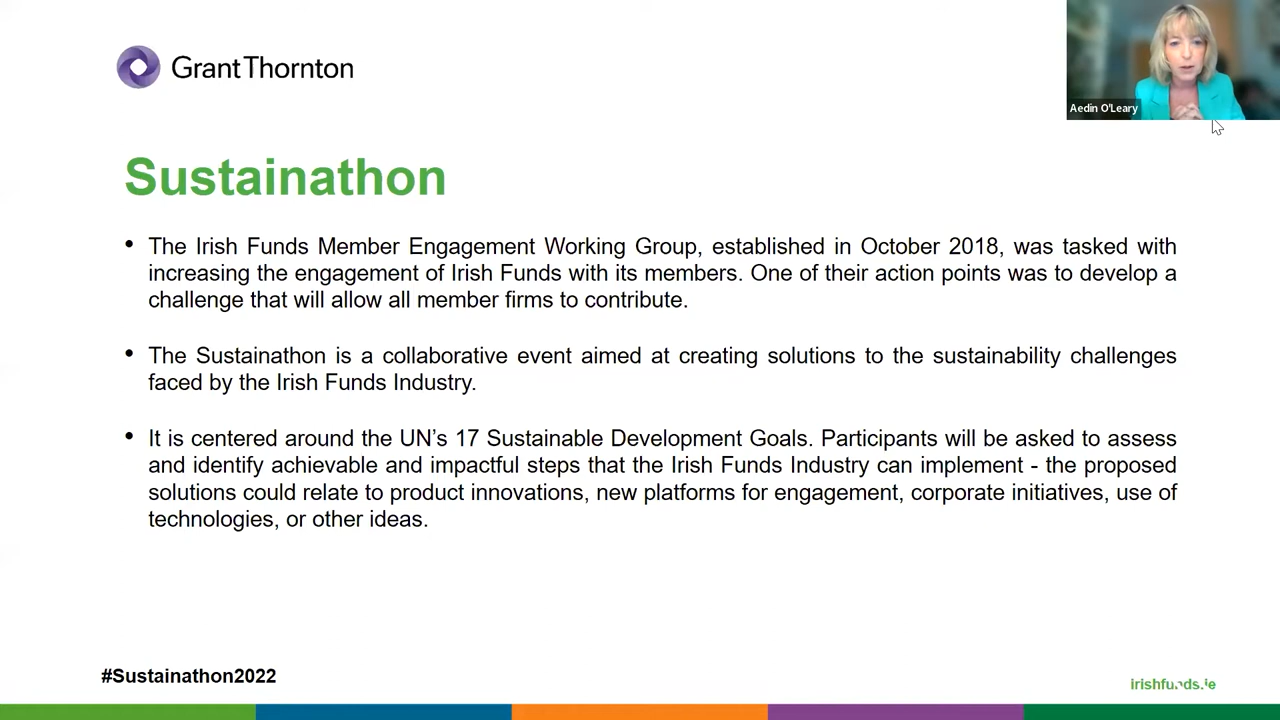 Grant Thornton
Aedín O'Leary
Sustainathon
• The Irish Funds Member Engagement Working Group, established in October 2018, was tasked with
increasing the engagement of Irish Funds with its members. One of their action points was to develop a
challenge that will allow all member firms to contribute.
• The Sustainathon is a collaborative event aimed at creating solutions to the sustainability challenges
faced by the Irish Funds Industry.
• It is centered around the UN’s 17 Sustainable Development Goals. Participants will be asked to assess
and identify achievable and impactful steps that the Irish Funds Industry can implement - the proposed
solutions could relate to product innovations, new platforms for engagement, corporate initiatives, use of
technologies, or other ideas.
#Sustainathon2022
irishfunds.ie